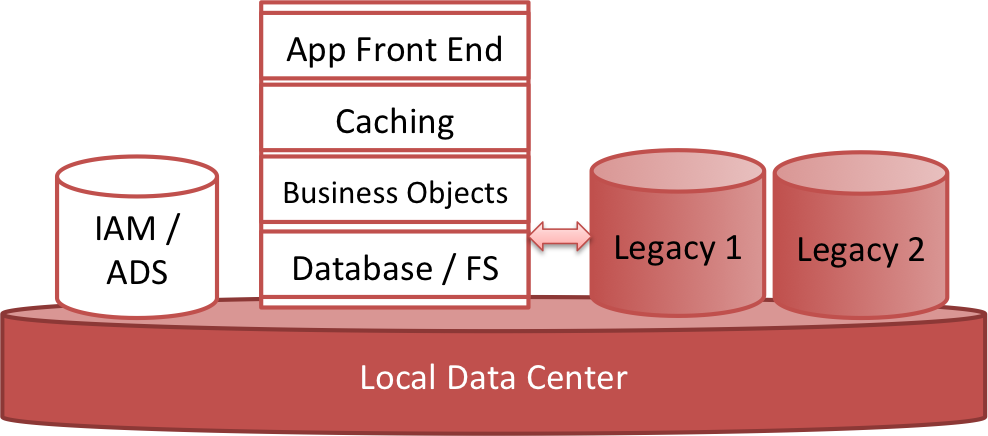 App Front End
Caching
Business Objects
Database / FS
IAM /
ADS
Legacy 1
Legacy 2
Local Data Center